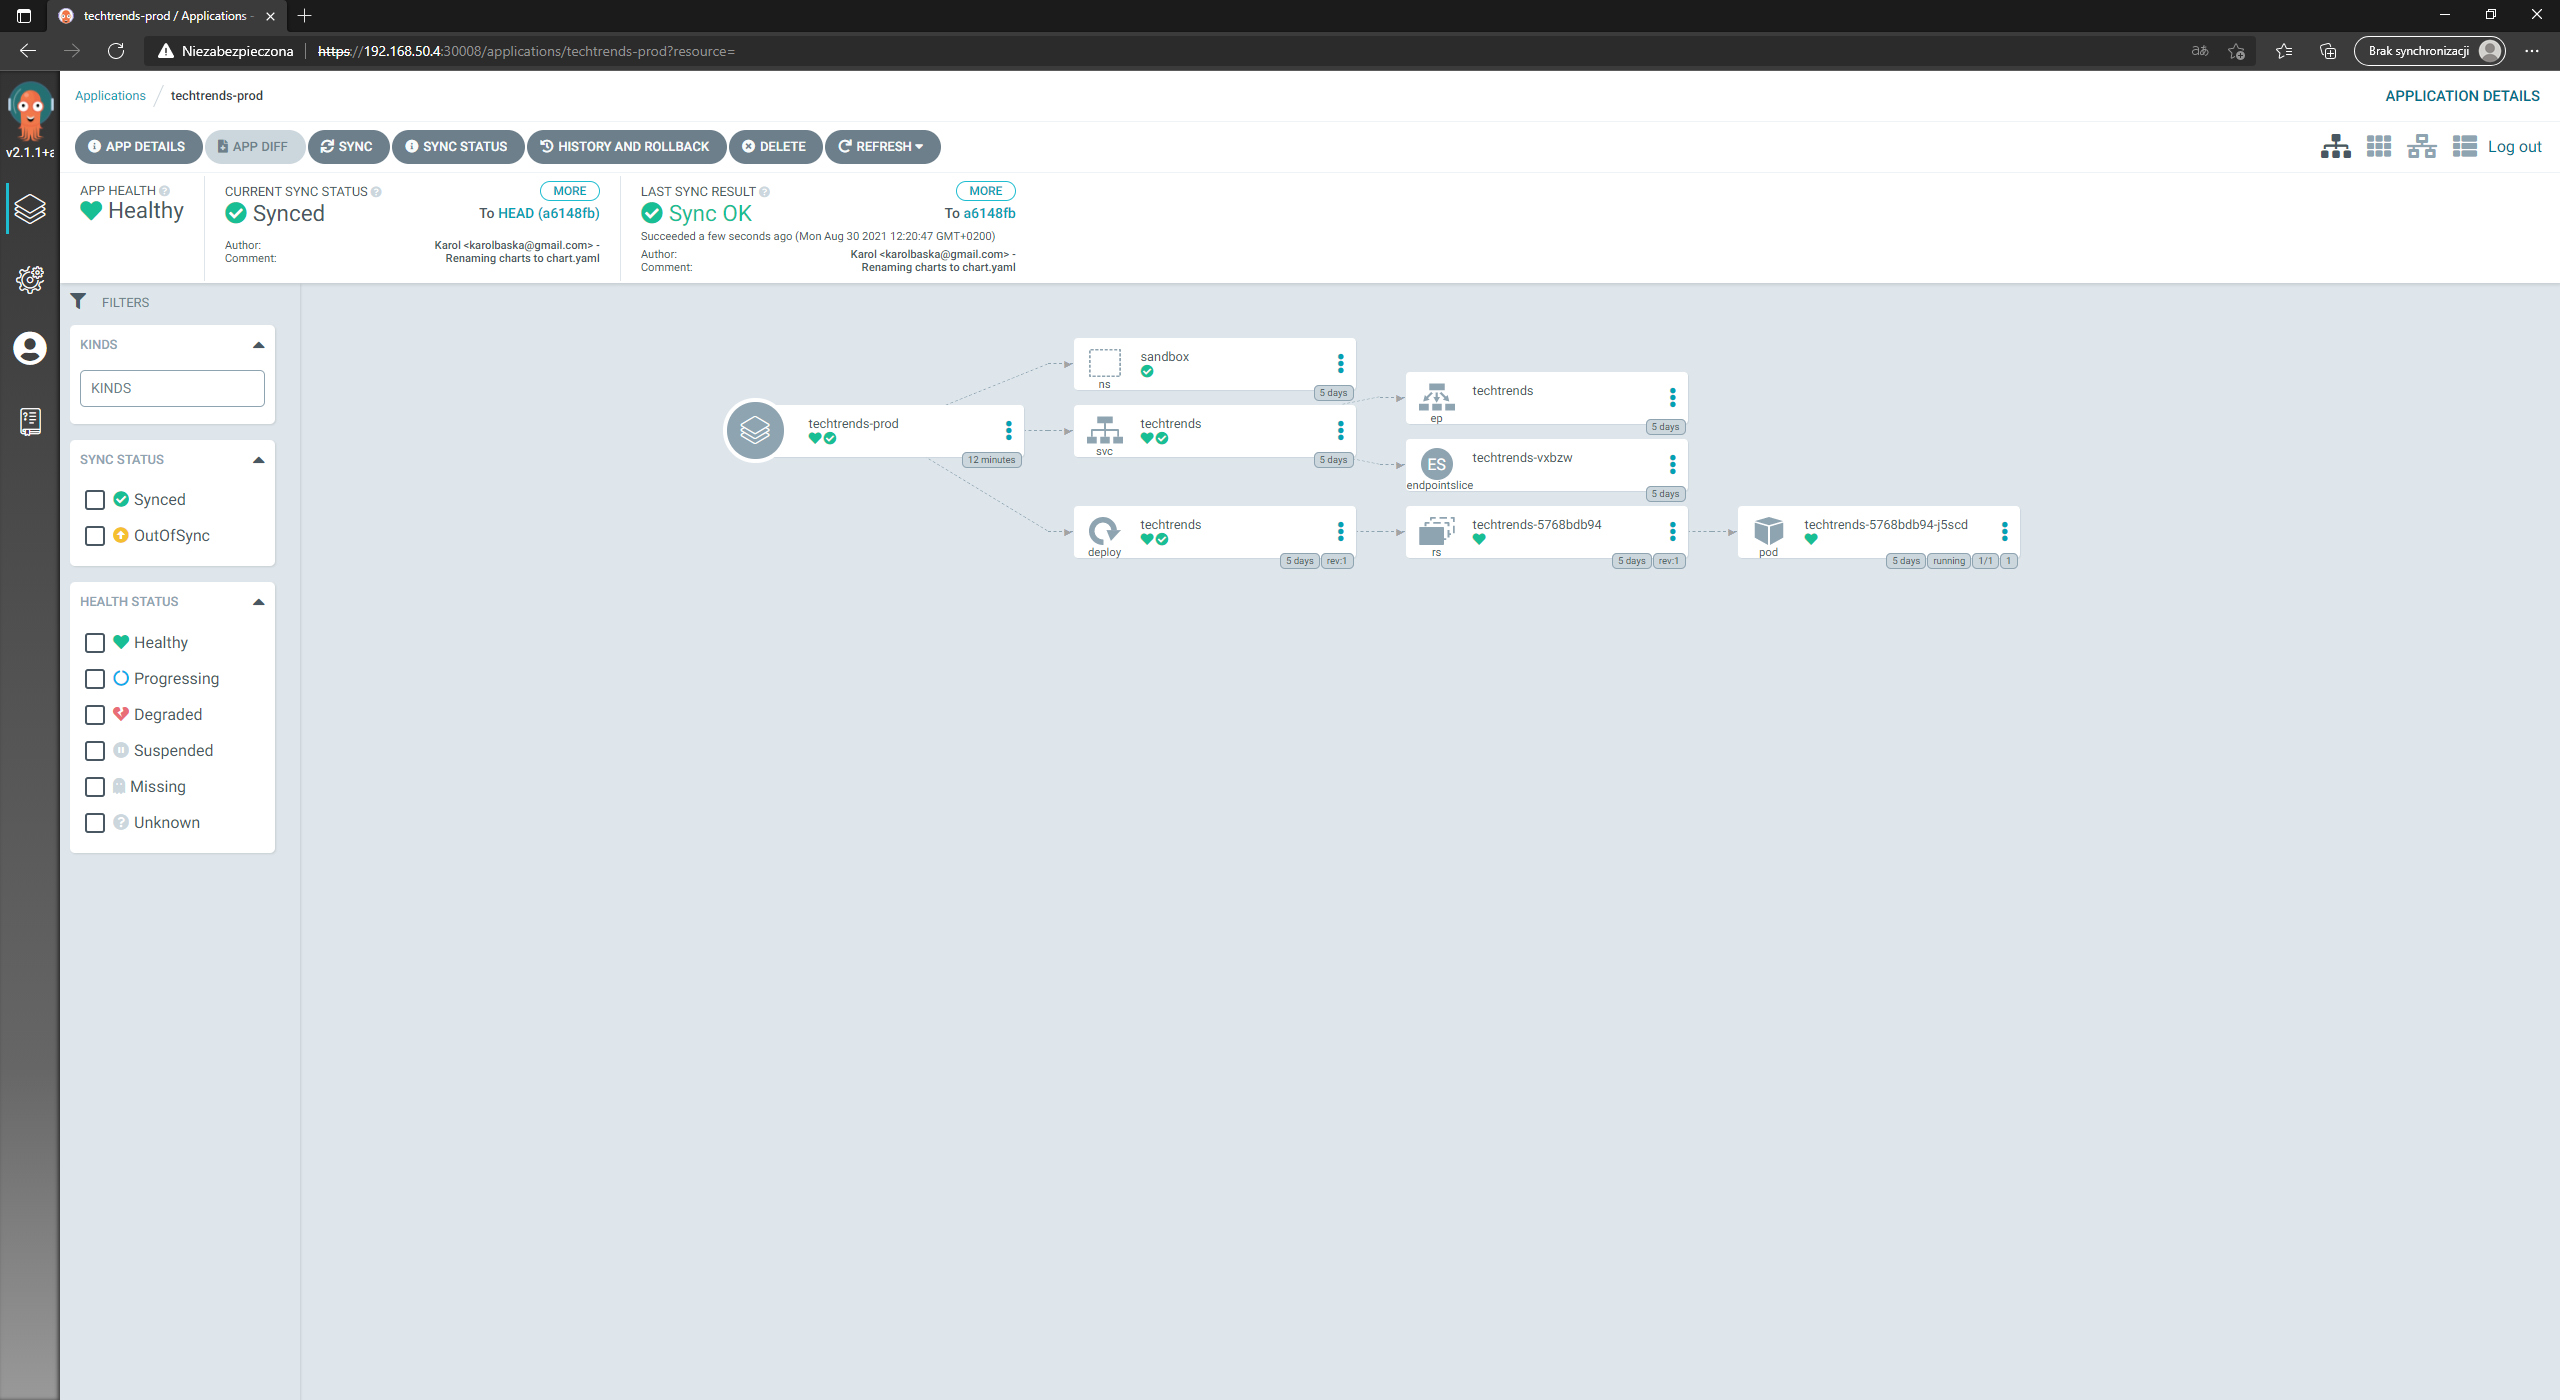 techtrends-prod / Applications -
Niezabezpieczona
https://192.168.50.4:30008/applications/techtrends-prod?resource=
Brak synchronizacji
v2.1.1+a
Applications / techtrends-prod
APPLICATION DETAILS
APP DETAILS
APP DIFF
SYNC
SYNC STATUS
HISTORY AND ROLLBACK
DELETE
REFRESH
Log out
APP HEALTH
Healthy
CURRENT SYNC STATUS
MORE
Synced
To HEAD (a6148fb)
Author: Karol <karolbaska@gmail.com> -
Comment: Renaming charts to chart.yaml
LAST SYNC RESULT
MORE
Sync OK
To a6148fb
Succeeded a few seconds ago (Mon Aug 30 2021 12:20:47 GMT+0200)
Author: Karol <karolbaska@gmail.com> -
Comment: Renaming charts to chart.yaml
FILTERS
KINDS
KINDS
SYNC STATUS
Synced
OutOfSync
HEALTH STATUS
Healthy
Progressing
Degraded
Suspended
Missing
Unknown
techtrends-prod
12 minutes
sandbox
ns
5 days
techtrends
svc
5 days
techtrends
deploy
5 days
rev:1
techtrends
ep
5 days
ES
techtrends-vxbzw
endpointslice
5 days
techtrends-5768bdb94
rs
5 days
rev:1
techtrends-5768bdb94-j5scd
pod
5 days
running
1/1
1